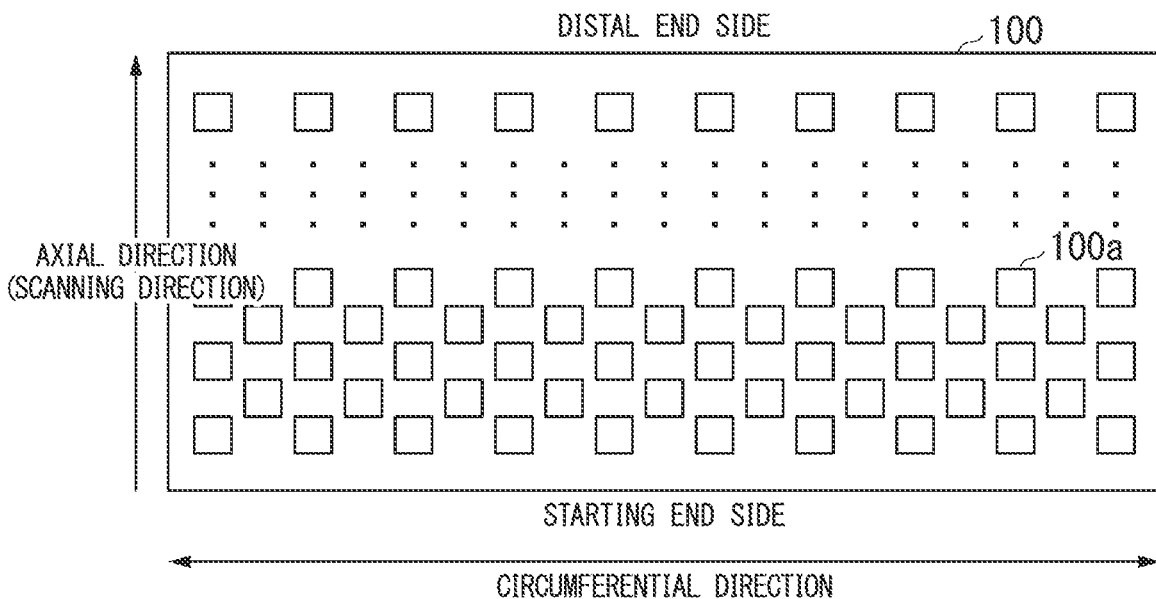 DISTAL END SIDE
100
100a
AXIAL DIRECTION
(SCANNING DIRECTION)
STARTING END SIDE
CIRCUMFERENTIAL DIRECTION